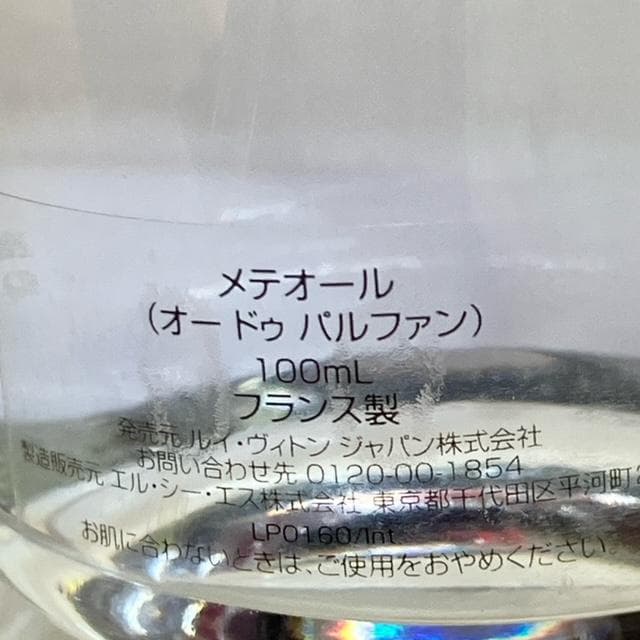 メテオール
（オー ドゥ パルファン）
100mL
フランス製
発売元 ルイ・ヴィトン ジャパン株式会社
お問い合わせ先 0120-00-1854
製造販売元 エル・シー・エス株式会社 東京都千代田区平河町
LP0160/Int
お肌に合わないときは、ご使用をおやめください。